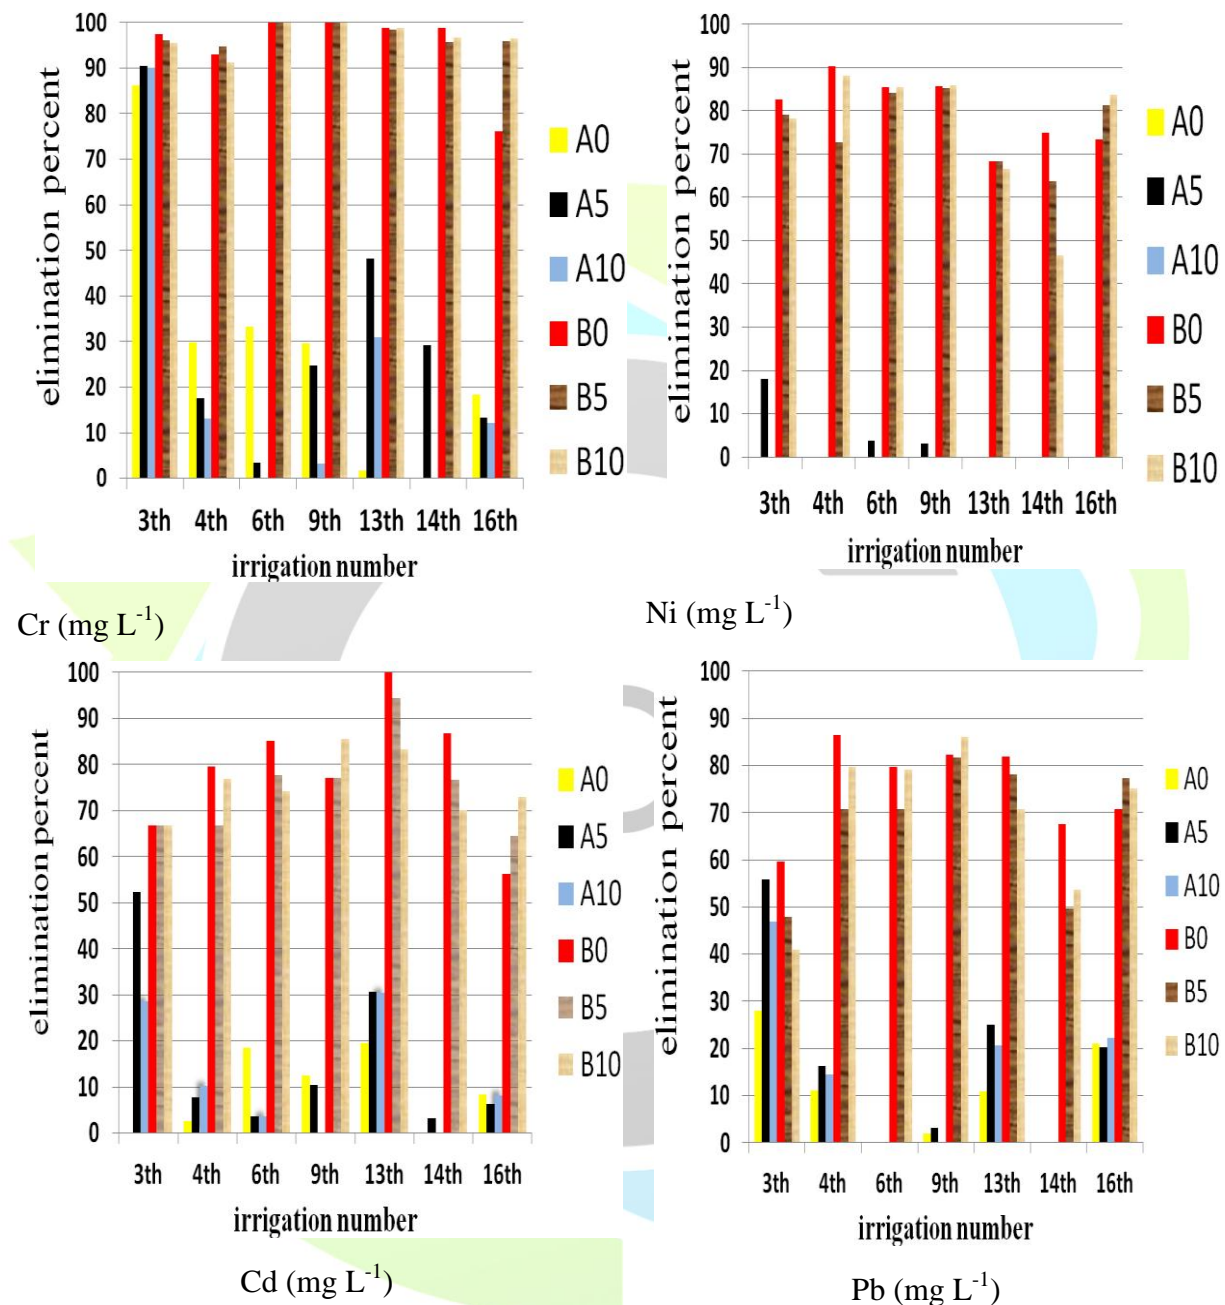 elimination percent
100
90
80
70
60
50
40
30
20
10
0
3th 4th 6th 9th 13th 14th 16th
irrigation number
A0
A5
A10
B0
B5
B10
Cr (mg L⁻¹)
elimination percent
100
90
80
70
60
50
40
30
20
10
0
3th 4th 6th 9th 13th 14th 16th
irrigation number
A0
A5
A10
B0
B5
B10
Ni (mg L⁻¹)
elimination percent
100
90
80
70
60
50
40
30
20
10
0
3th 4th 6th 9th 13th 14th 16th
irrigation number
A0
A5
A10
B0
B5
B10
Cd (mg L⁻¹)
elimination percent
100
90
80
70
60
50
40
30
20
10
0
3th 4th 6th 9th 13th 14th 16th
irrigation number
A0
A5
A10
B0
B5
B10
Pb (mg L⁻¹)